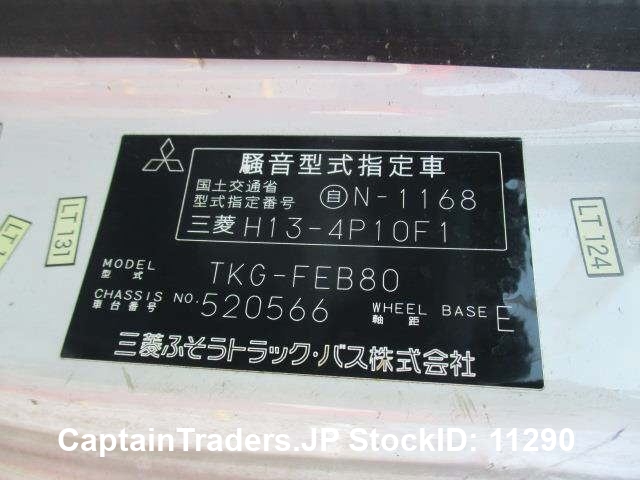 騒音型式指定車
国土交通省
型式指定番号 自 N-1168
三菱 H13-4P10F1
MODEL
型式 TKG-FEB80
CHASSIS NO.
車台番号 520566
WHEEL BASE
軸距 E
三菱ふそうトラック・バス株式会社
LT 131
LT 124
CaptainTraders.JP StockID: 11290